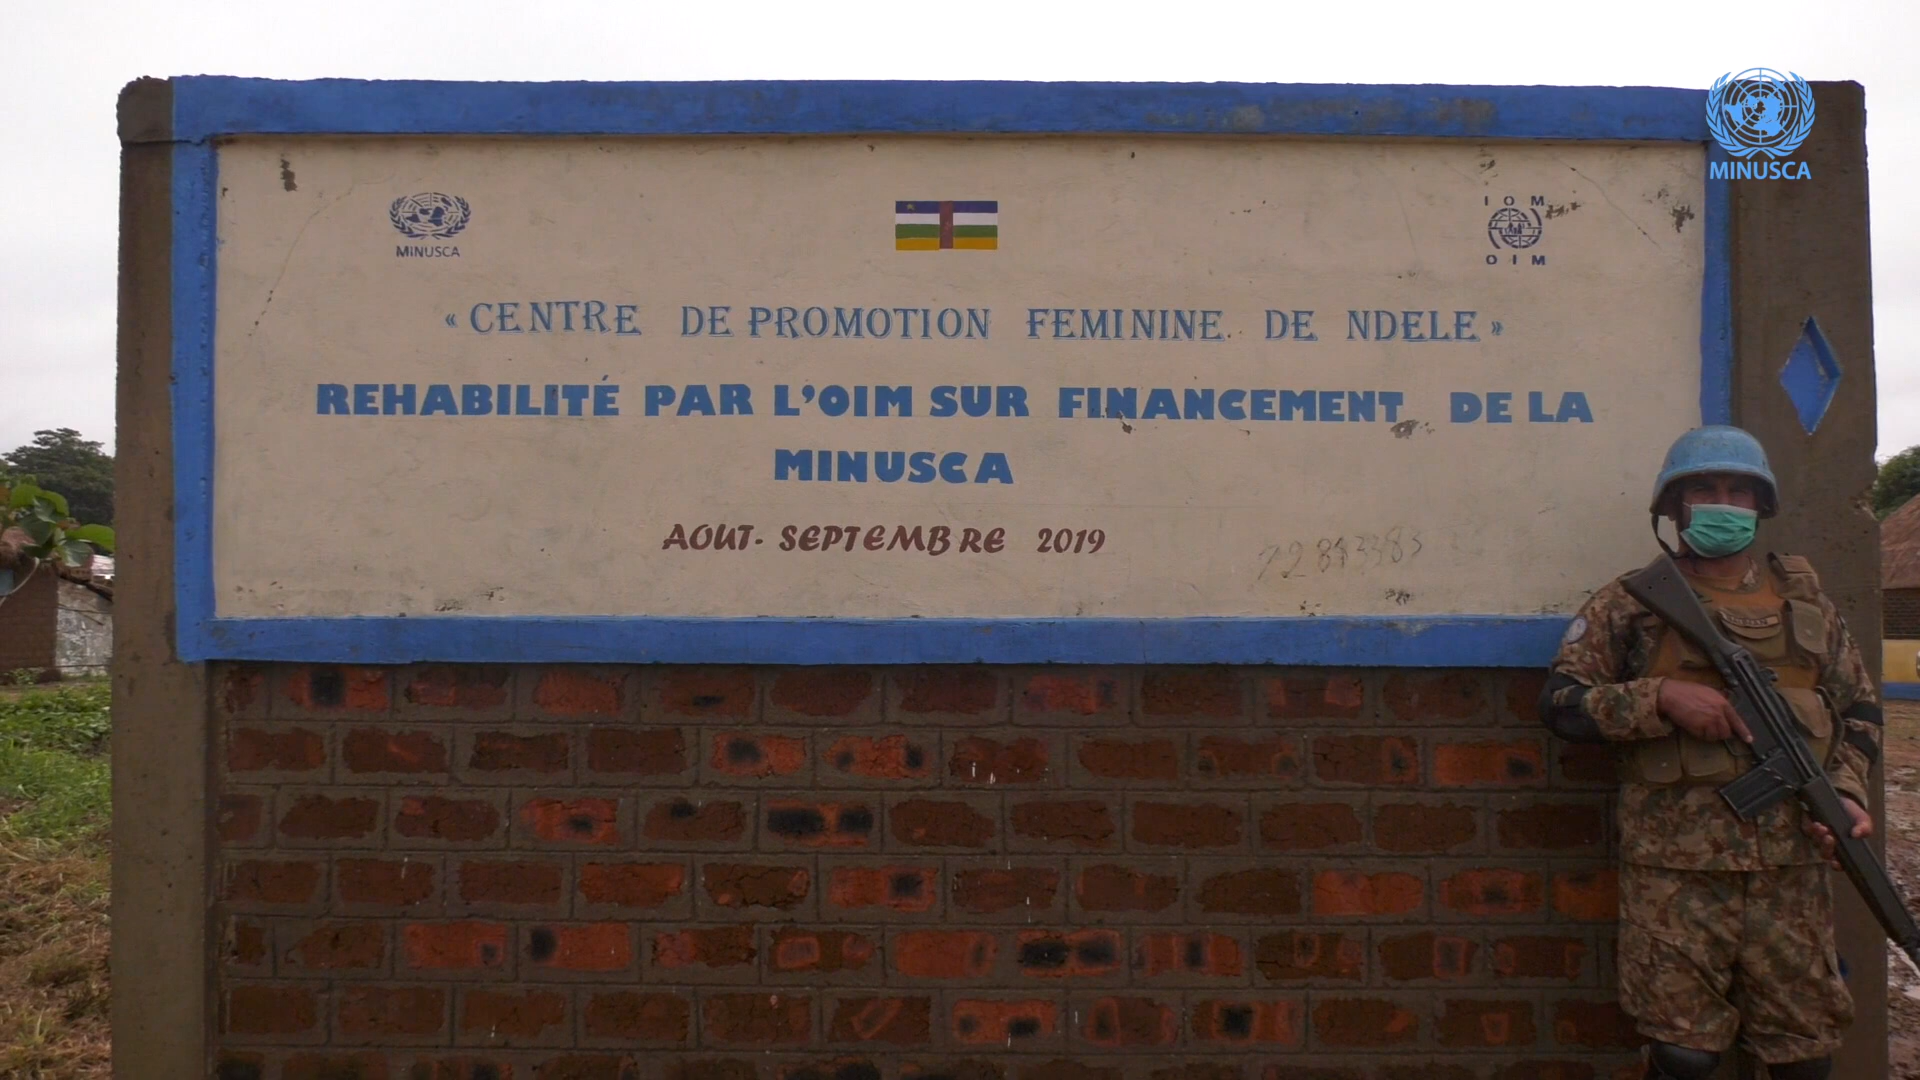 MINUSCA
MINUSCA
IOM
OIM
« CENTRE DE PROMOTION FEMININE. DE NDELE »
REHABILITÉ PAR L'OIM SUR FINANCEMENT DE LA
MINUSCA
AOUT- SEPTEMBRE 2019